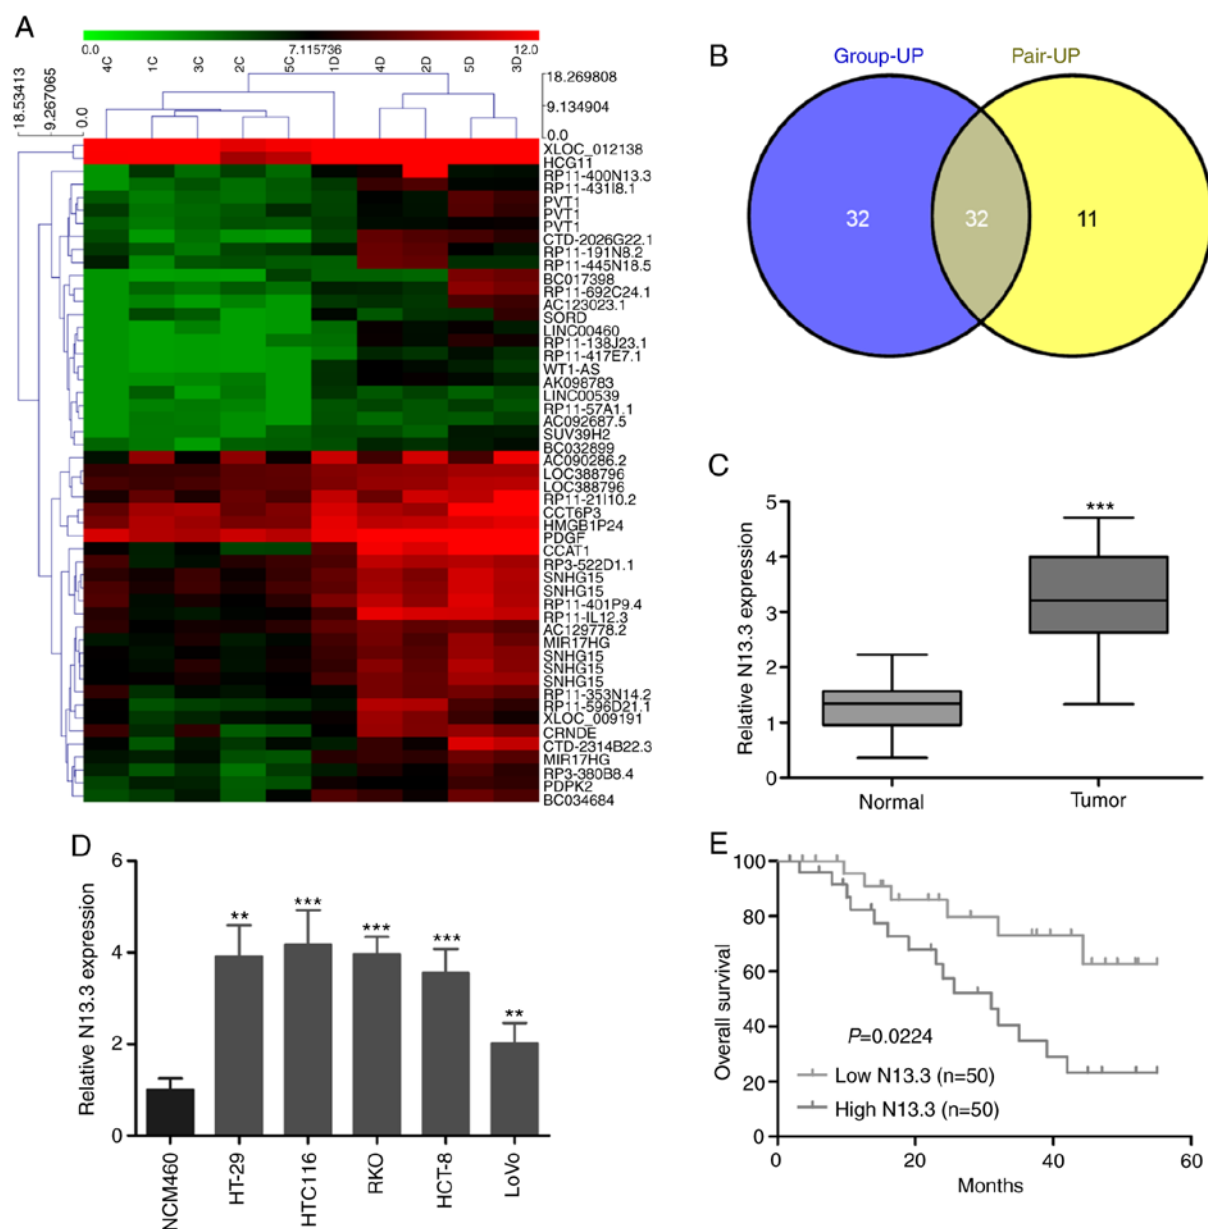 A
0.0 7.115736 12.0
4C 1C 3C 2C 5C 1D 4D 2D 5D 3D
18.53413 9.267065 0.0
18.269808
9.134904
0.0
XLOC_012138
HCG11
RP11-400N13.3
RP11-431I8.1
PVT1
PVT1
PVT1
CTD-2026G22.1
RP11-191N8.2
RP11-445N18.5
BC017398
RP11-692C24.1
AC123023.1
SORD
LINC00460
RP11-138J23.1
RP11-417E7.1
WT1-AS
AK098783
LINC00539
RP11-57A1.1
AC092687.5
SUV39H2
BC032899
AC090286.2
LOC388796
LOC388796
RP11-21I10.2
CCT6P3
HMGB1P24
PDGF
CCAT1
RP3-522D1.1
SNHG15
SNHG15
RP11-401P9.4
RP11-IL12.3
AC129778.2
MIR17HG
SNHG15
SNHG15
SNHG15
RP11-353N14.2
RP11-596D21.1
XLOC_009191
CRNDE
CTD-2314B22.3
MIR17HG
RP3-380B8.4
PDPK2
BC034684
B
Group-UP Pair-UP
32 32 11
C
Relative N13.3 expression
5
4
3
2
1
0
***
Normal Tumor
D
Relative N13.3 expression
6
4
2
0
** *** *** *** **
NCM460 HT-29 HTC116 RKO HCT-8 LoVo
E
Overall survival
100
80
60
40
20
0
P=0.0224
Low N13.3 (n=50)
High N13.3 (n=50)
0 20 40 60
Months